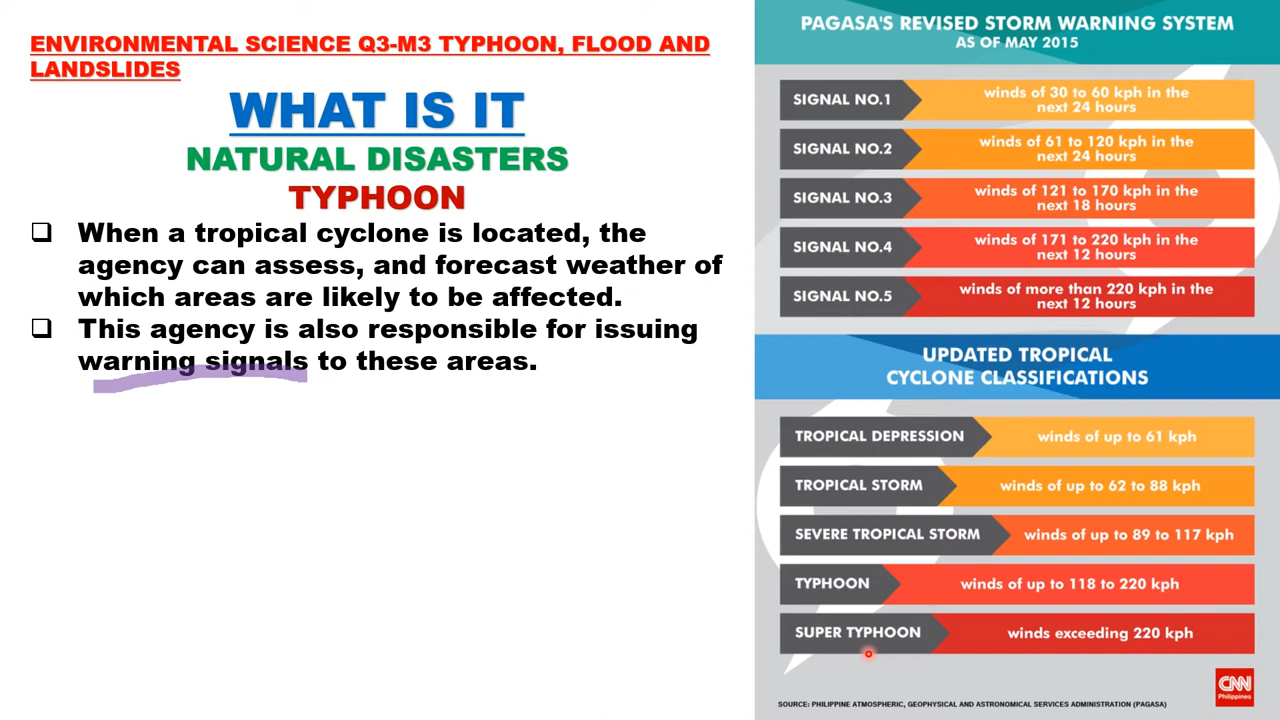 ENVIRONMENTAL SCIENCE Q3-M3 TYPHOON, FLOOD AND
LANDSLIDES
WHAT IS IT
NATURAL DISASTERS
TYPHOON
When a tropical cyclone is located, the
agency can assess, and forecast weather of
which areas are likely to be affected.
This agency is also responsible for issuing
warning signals to these areas.
PAGASA'S REVISED STORM WARNING SYSTEM
AS OF MAY 2015
SIGNAL NO.1
winds of 30 to 60 kph in the
next 24 hours
SIGNAL NO.2
winds of 61 to 120 kph in the
next 24 hours
SIGNAL NO.3
winds of 121 to 170 kph in the
next 18 hours
SIGNAL NO.4
winds of 171 to 220 kph in the
next 12 hours
SIGNAL NO.5
winds of more than 220 kph in the
next 12 hours
UPDATED TROPICAL
CYCLONE CLASSIFICATIONS
TROPICAL DEPRESSION winds of up to 61 kph
TROPICAL STORM winds of up to 62 to 88 kph
SEVERE TROPICAL STORM winds of up to 89 to 117 kph
TYPHOON winds of up to 118 to 220 kph
SUPER TYPHOON winds exceeding 220 kph
CNN
Philippines
SOURCE: PHILIPPINE ATMOSPHERIC, GEOPHYSICAL AND ASTRONOMICAL SERVICES ADMINISTRATION (PAGASA)